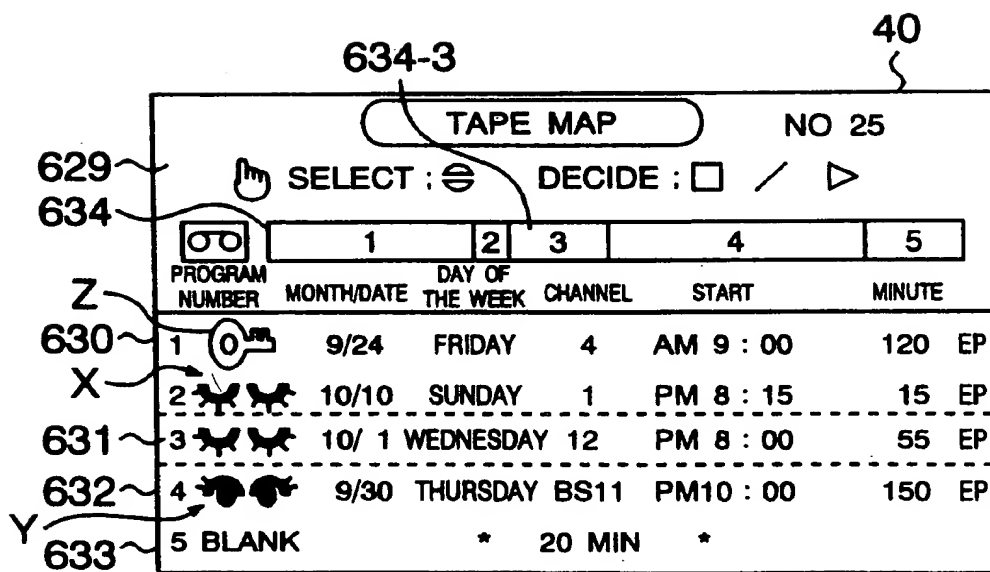 40
634-3
TAPE MAP NO 25
629
SELECT : DECIDE : /
634
1 2 3 4 5
PROGRAM NUMBER MONTH/DATE DAY OF THE WEEK CHANNEL START MINUTE
Z
630 1 9/24 FRIDAY 4 AM 9 : 00 120 EP
X
2 10/10 SUNDAY 1 PM 8 : 15 15 EP
631 3 10/ 1 WEDNESDAY 12 PM 8 : 00 55 EP
632 4 9/30 THURSDAY BS11 PM10 : 00 150 EP
Y
633 5 BLANK * 20 MIN *